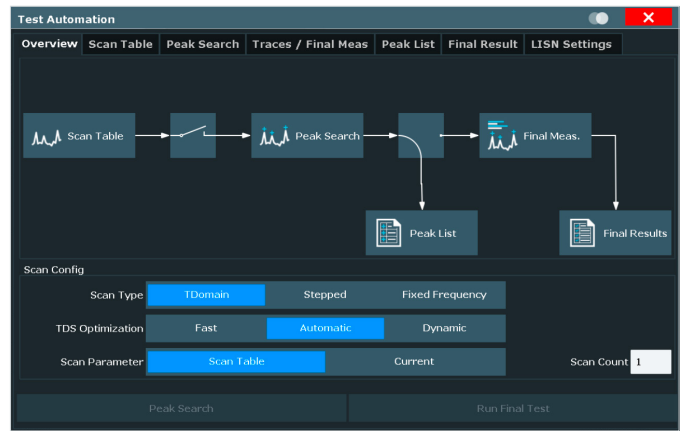 Test Automation
Overview Scan Table Peak Search Traces / Final Meas Peak List Final Result LISN Settings
Scan Table Peak Search Final Meas.
Peak List Final Results
Scan Config
Scan Type TDomain Stepped Fixed Frequency
TDS Optimization Fast Automatic Dynamic
Scan Parameter Scan Table Current Scan Count 1
Peak Search Run Final Test